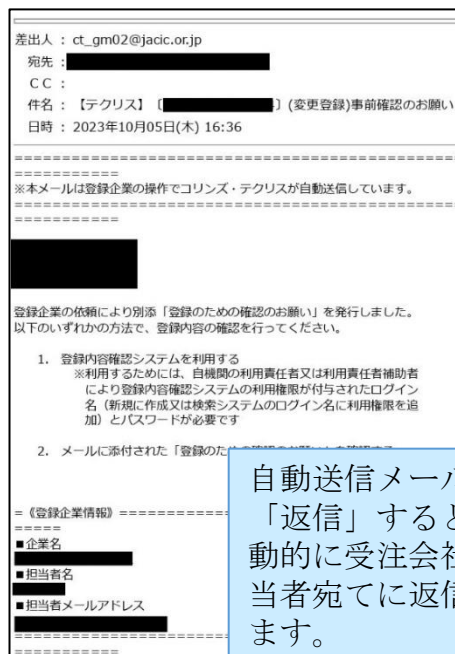 差出人 : ct_gm02@jacic.or.jp
宛先 :
CC :
件名 : 【テクリス】〔 〕(変更登録)事前確認のお願い
日時 : 2023年10月05日(木) 16:36
※本メールは登録企業の操作でコリンズ・テクリスが自動送信しています。
登録企業の依頼により別添「登録のための確認のお願い」を発行しました。
以下のいずれかの方法で、登録内容の確認を行ってください。
1. 登録内容確認システムを利用する
※利用するためには、自機関の利用責任者又は利用責任者補助者
により登録内容確認システムの利用権限が付与されたログイン
名（新規に作成又は検索システムのログイン名に利用権限を追
加）とパスワードが必要です
2. メールに添付された「登録のた
= 《登録企業情報》 ==========
■企業名
■担当者名
■担当者メールアドレス
自動送信メール
「返信」すると
動的に受注会社
当者宛てに返信
ます。